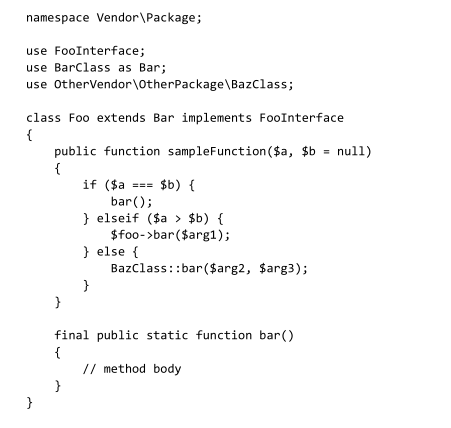 namespace Vendor\Package;

use FooInterface;
use BarClass as Bar;
use OtherVendor\OtherPackage\BazClass;

class Foo extends Bar implements FooInterface
{
    public function sampleFunction($a, $b = null)
    {
        if ($a === $b) {
            bar();
        } elseif ($a > $b) {
            $foo->bar($arg1);
        } else {
            BazClass::bar($arg2, $arg3);
        }
    }

    final public static function bar()
    {
        // method body
    }
}